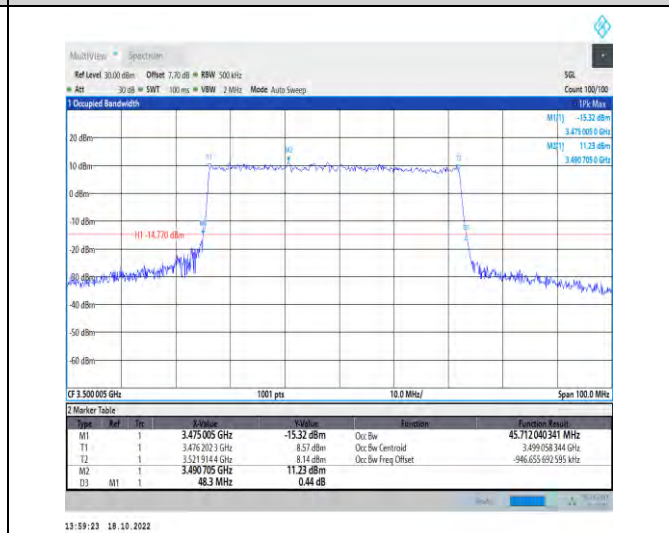 MultiView Spectrum
Ref Level 30.00 dBm Offset 7.70 dB RBW 500 kHz SGL
Att 30 dB SWT 100 ms VBW 2 MHz Mode Auto Sweep Count 100/100
1 Occupied Bandwidth 1Pk Max
M1[1] -15.32 dBm
3.475 005 0 GHz
M2[1] 11.23 dBm
3.490 705 0 GHz
20 dBm
10 dBm
0 dBm
-10 dBm
H1 -14.770 dBm
-20 dBm
-30 dBm
-40 dBm
-50 dBm
-60 dBm
T1
M2
T2
M1
D3
CF 3.500 005 GHz 1001 pts 10.0 MHz/ Span 100.0 MHz
2 Marker Table
Type Ref Trc X-Value Y-Value Function Function Result
M1 1 3.475 005 GHz -15.32 dBm Occ Bw 45.712 040 341 MHz
T1 1 3.476 202 3 GHz 8.57 dBm Occ Bw Centroid 3.499 058 344 GHz
T2 1 3.521 914 4 GHz 8.14 dBm Occ Bw Freq Offset -946.655 692 595 kHz
M2 1 3.490 705 GHz 11.23 dBm
D3 M1 1 48.3 MHz 0.44 dB
13:59:23 18.10.2022